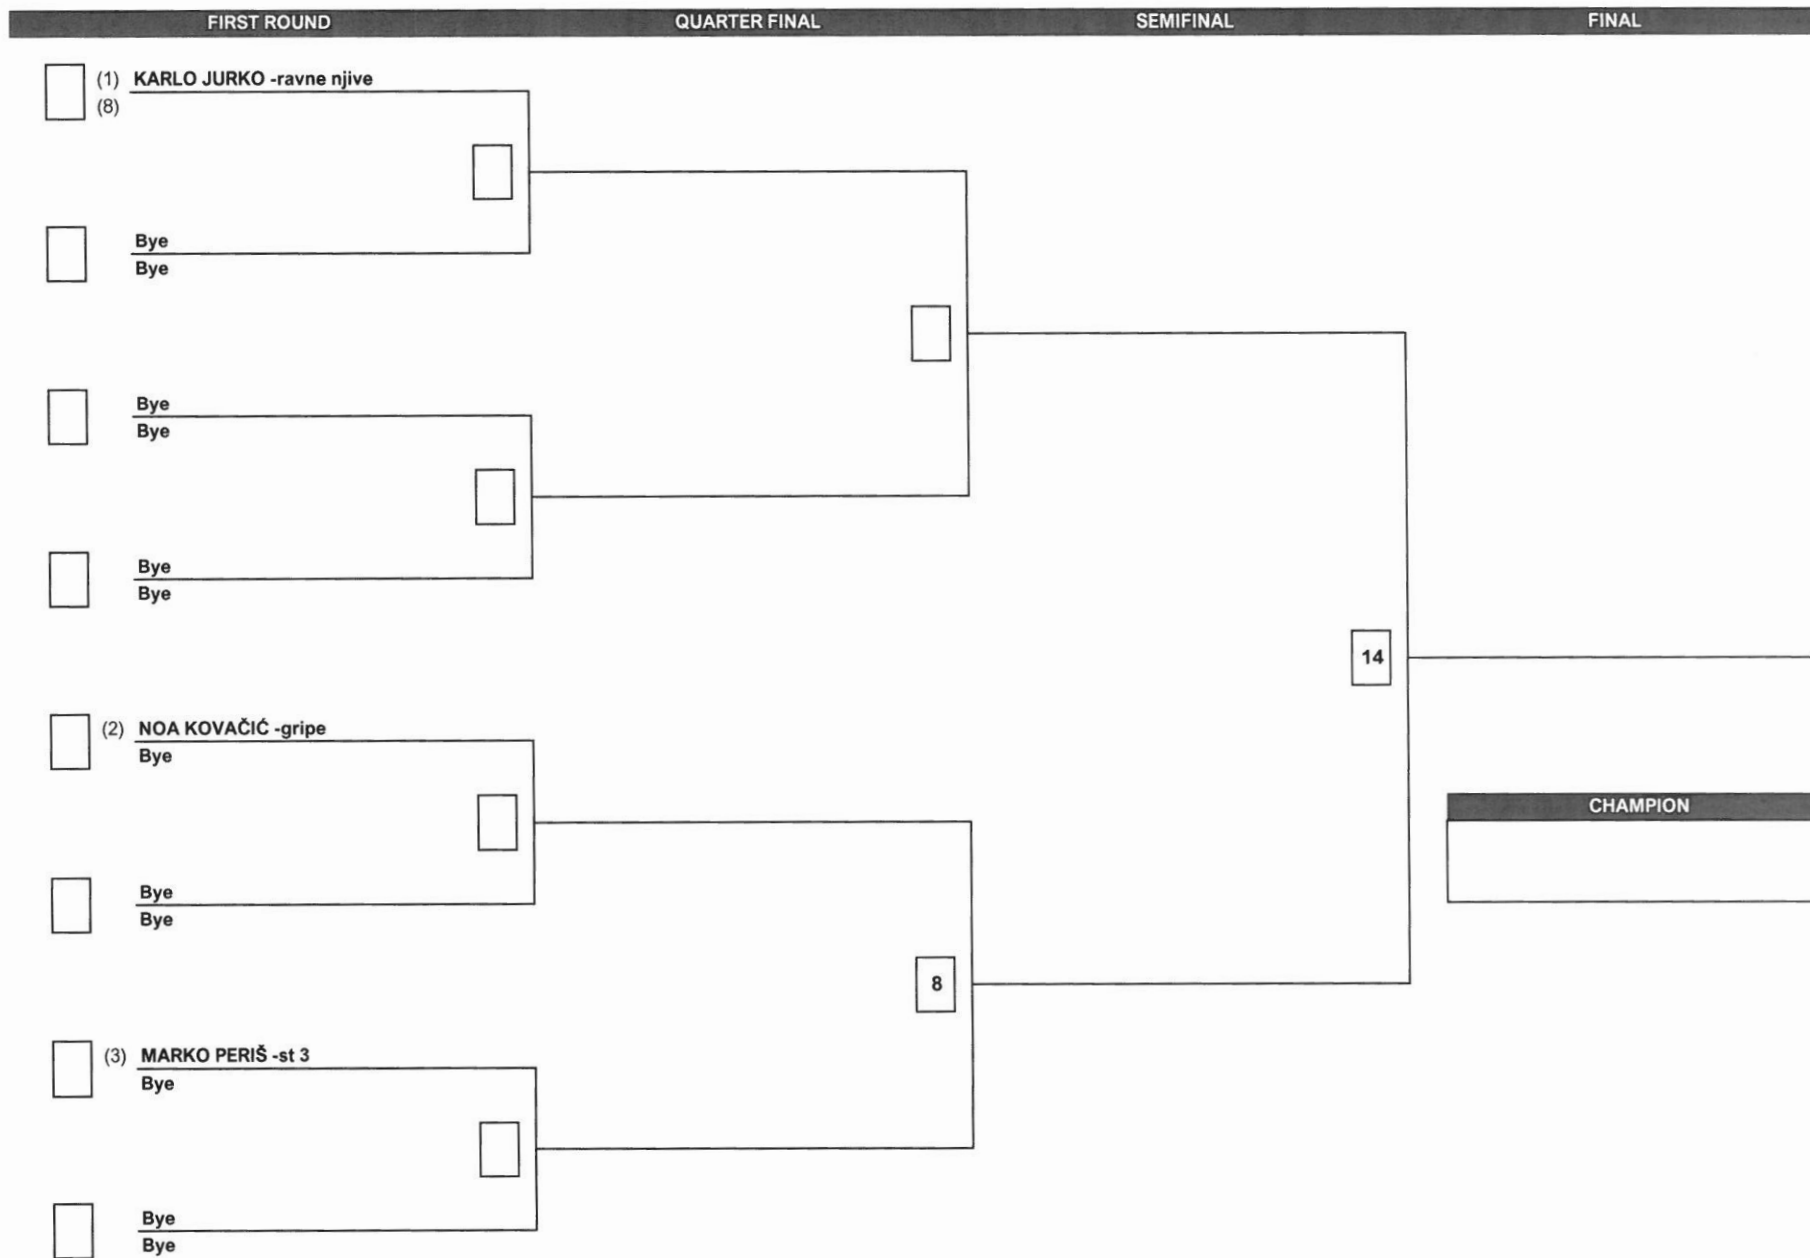 FIRST ROUND QUARTER FINAL SEMIFINAL FINAL
(1) KARLO JURKO -ravne njive
(8)
Bye
Bye
Bye
Bye
Bye
Bye
14
(2) NOA KOVAČIĆ -gripe
Bye
CHAMPION
Bye
Bye
8
(3) MARKO PERIŠ -st 3
Bye
Bye
Bye